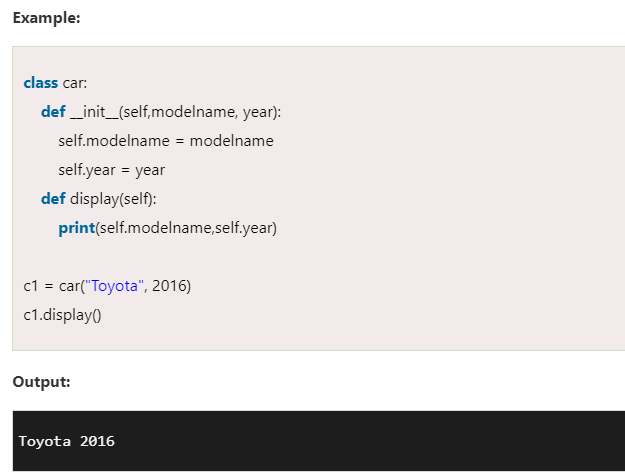 Example:
class car:
    def __init__(self,modelname, year):
        self.modelname = modelname
        self.year = year
    def display(self):
        print(self.modelname,self.year)
c1 = car("Toyota", 2016)
c1.display()
Output:
Toyota 2016